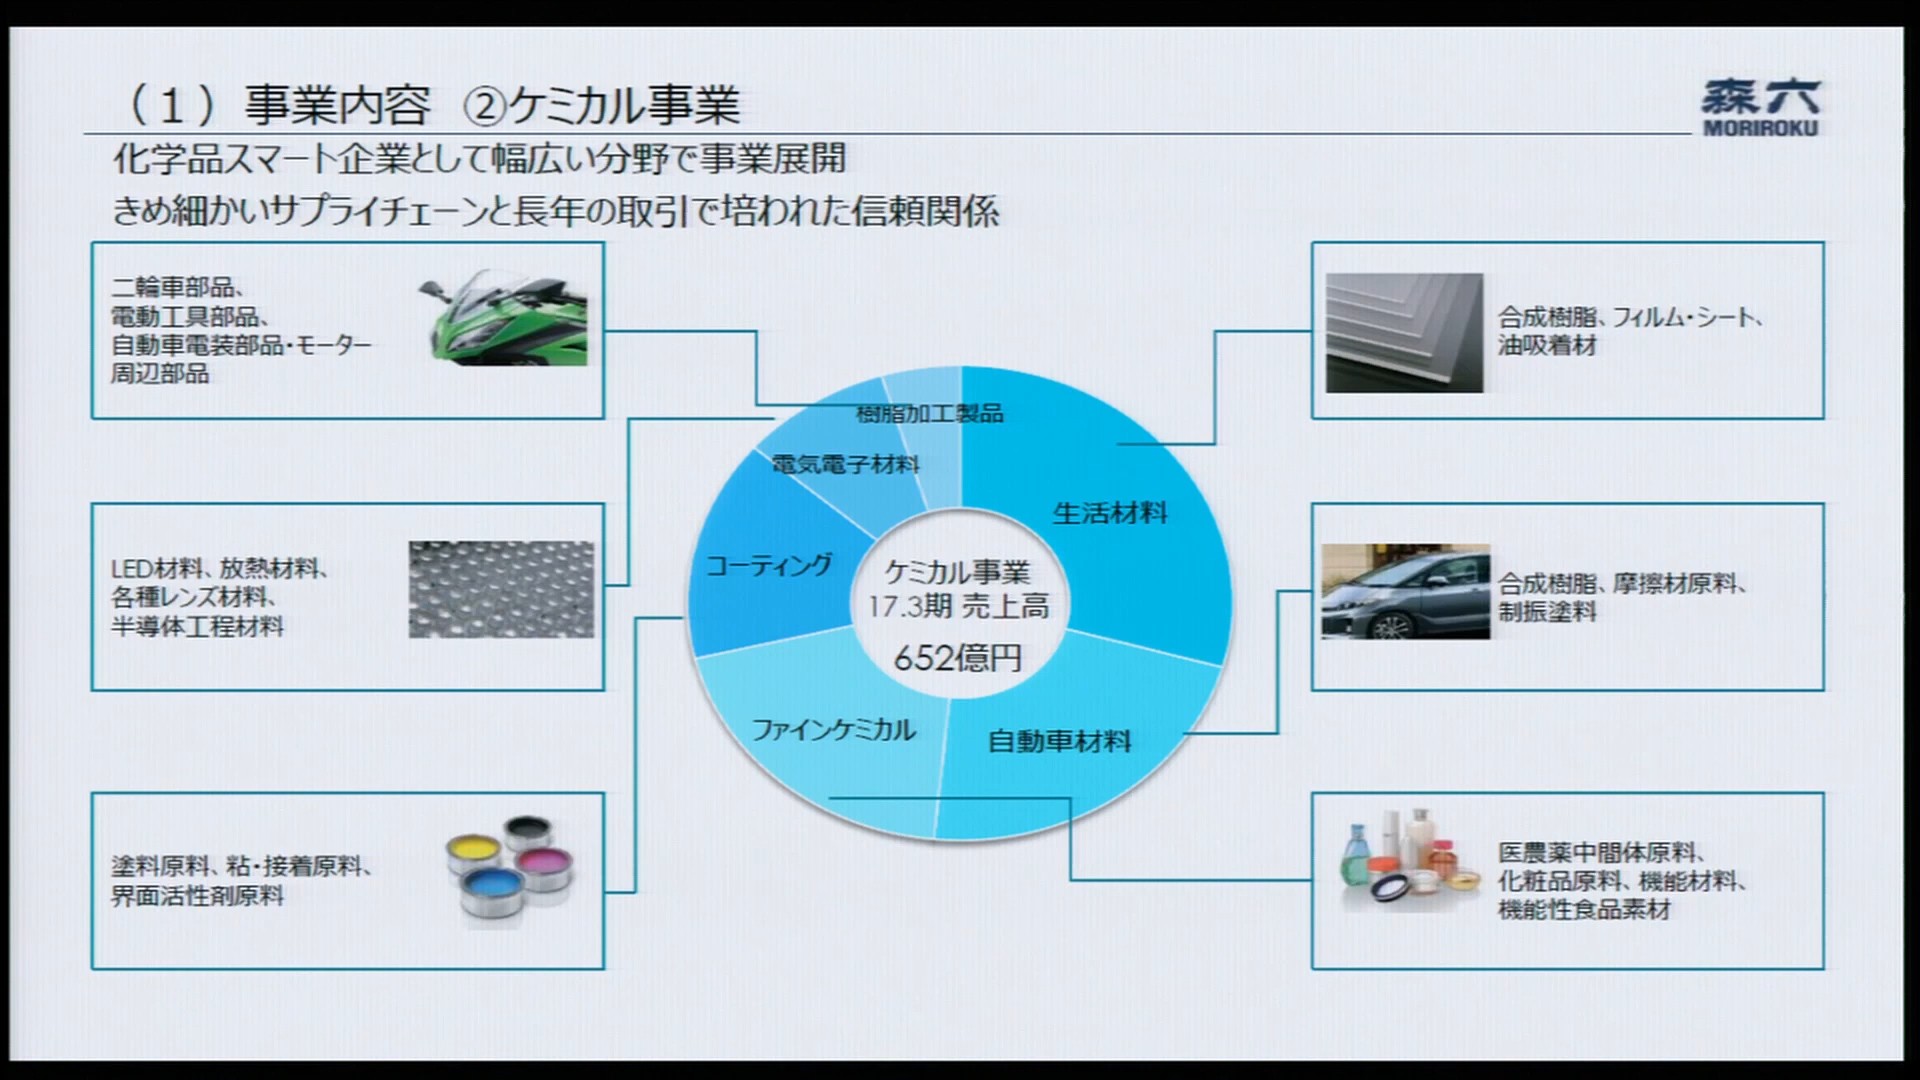 （１）事業内容　②ケミカル事業
森六
MORIROKU
化学品スマート企業として幅広い分野で事業展開
きめ細かいサプライチェーンと長年の取引で培われた信頼関係
二輪車部品、
電動工具部品、
自動車電装部品・モーター
周辺部品
LED材料、放熱材料、
各種レンズ材料、
半導体工程材料
塗料原料、粘・接着原料、
界面活性剤原料
樹脂加工製品
電気電子材料
コーティング
ファインケミカル
生活材料
自動車材料
ケミカル事業
17.3期 売上高
652億円
合成樹脂、フィルム・シート、
油吸着材
合成樹脂、摩擦材原料、
制振塗料
医農薬中間体原料、
化粧品原料、機能材料、
機能性食品素材